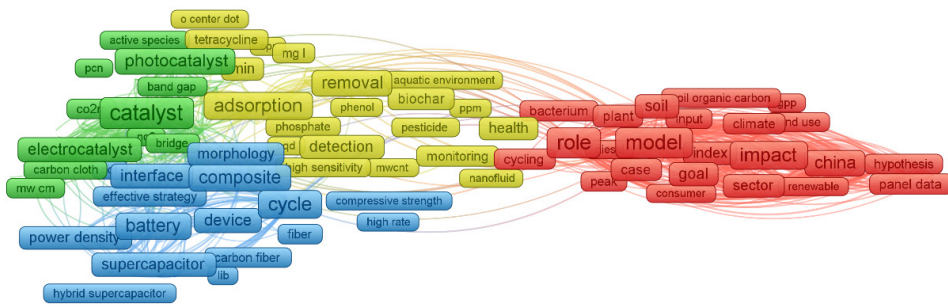 o center dot
active species
tetracycline
mg l
photocatalyst
pcn
nin
removal
aquatic environment
band gap
biochar
adsorption
phenol
ppm
catalyst
bridge
phosphate
pesticide
health
electrocatalyst
detection
carbon cloth
high sensitivity
mwcnt
monitoring
nanofluid
mw cm
morphology
interface
composite
effective strategy
cycle
compressive strength
high rate
battery
device
power density
fiber
supercapacitor
carbon fiber
lib
hybrid supercapacitor
bacterium
plant
soil
oil organic carbon
gpp
input
climate
nd use
role
model
cycling
index
impact
china
hypothesis
case
goal
peak
consumer
sector
renewable
panel data